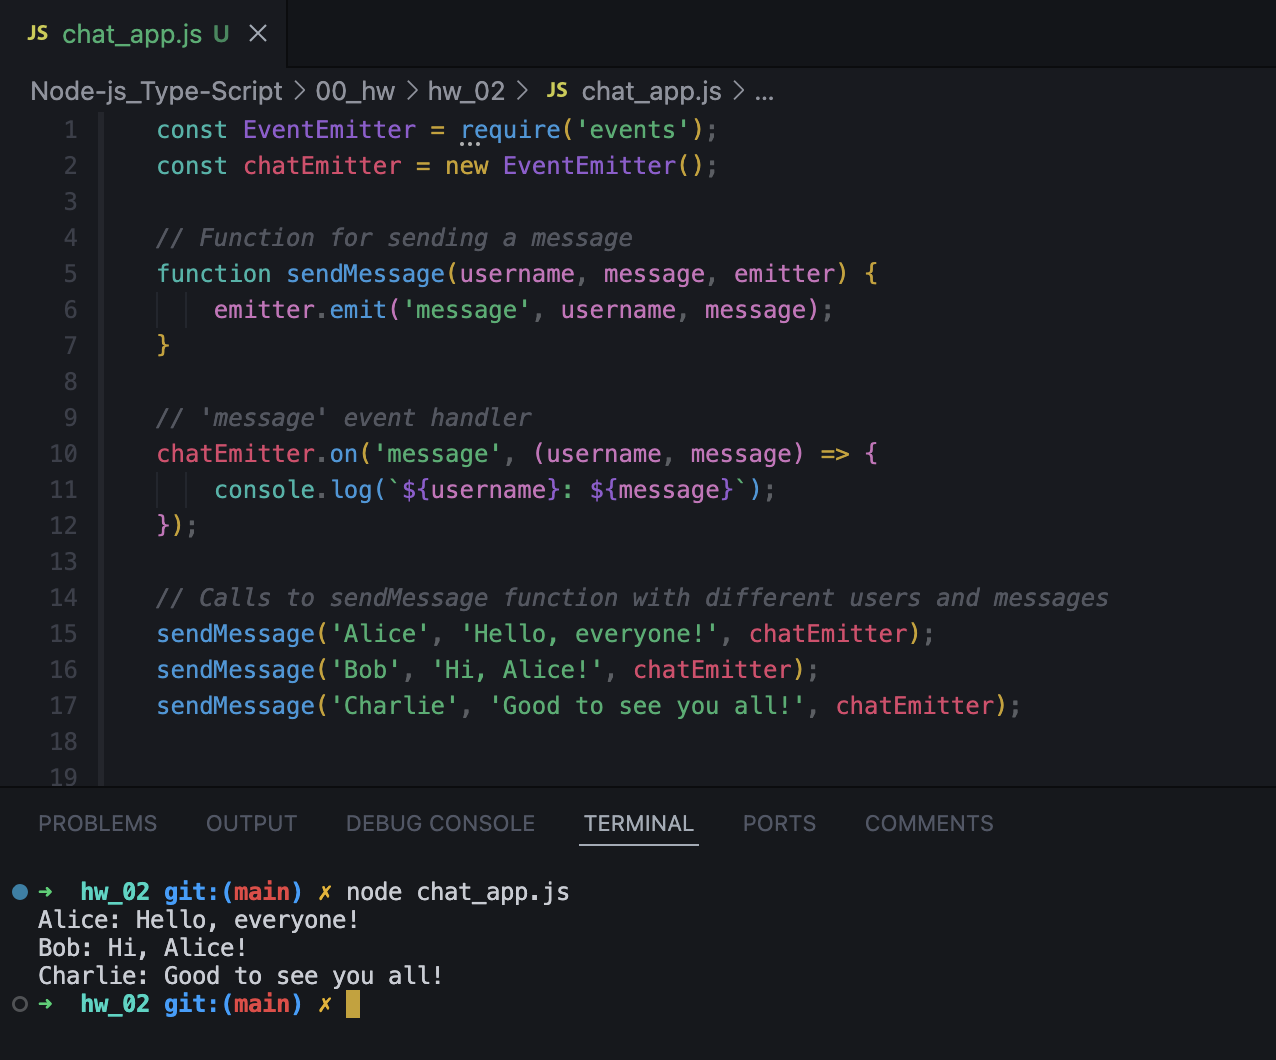 JS chat_app.js U
Node-js_Type-Script > 00_hw > hw_02 > JS chat_app.js > ...
1 const EventEmitter = require('events');
2 const chatEmitter = new EventEmitter();
3
4 // Function for sending a message
5 function sendMessage(username, message, emitter) {
6 emitter.emit('message', username, message);
7 }
8
9 // 'message' event handler
10 chatEmitter.on('message', (username, message) => {
11 console.log(`${username}: ${message}`);
12 });
13
14 // Calls to sendMessage function with different users and messages
15 sendMessage('Alice', 'Hello, everyone!', chatEmitter);
16 sendMessage('Bob', 'Hi, Alice!', chatEmitter);
17 sendMessage('Charlie', 'Good to see you all!', chatEmitter);
18
19
PROBLEMS OUTPUT DEBUG CONSOLE TERMINAL PORTS COMMENTS
➜ hw_02 git:(main) ✗ node chat_app.js
Alice: Hello, everyone!
Bob: Hi, Alice!
Charlie: Good to see you all!
➜ hw_02 git:(main) ✗